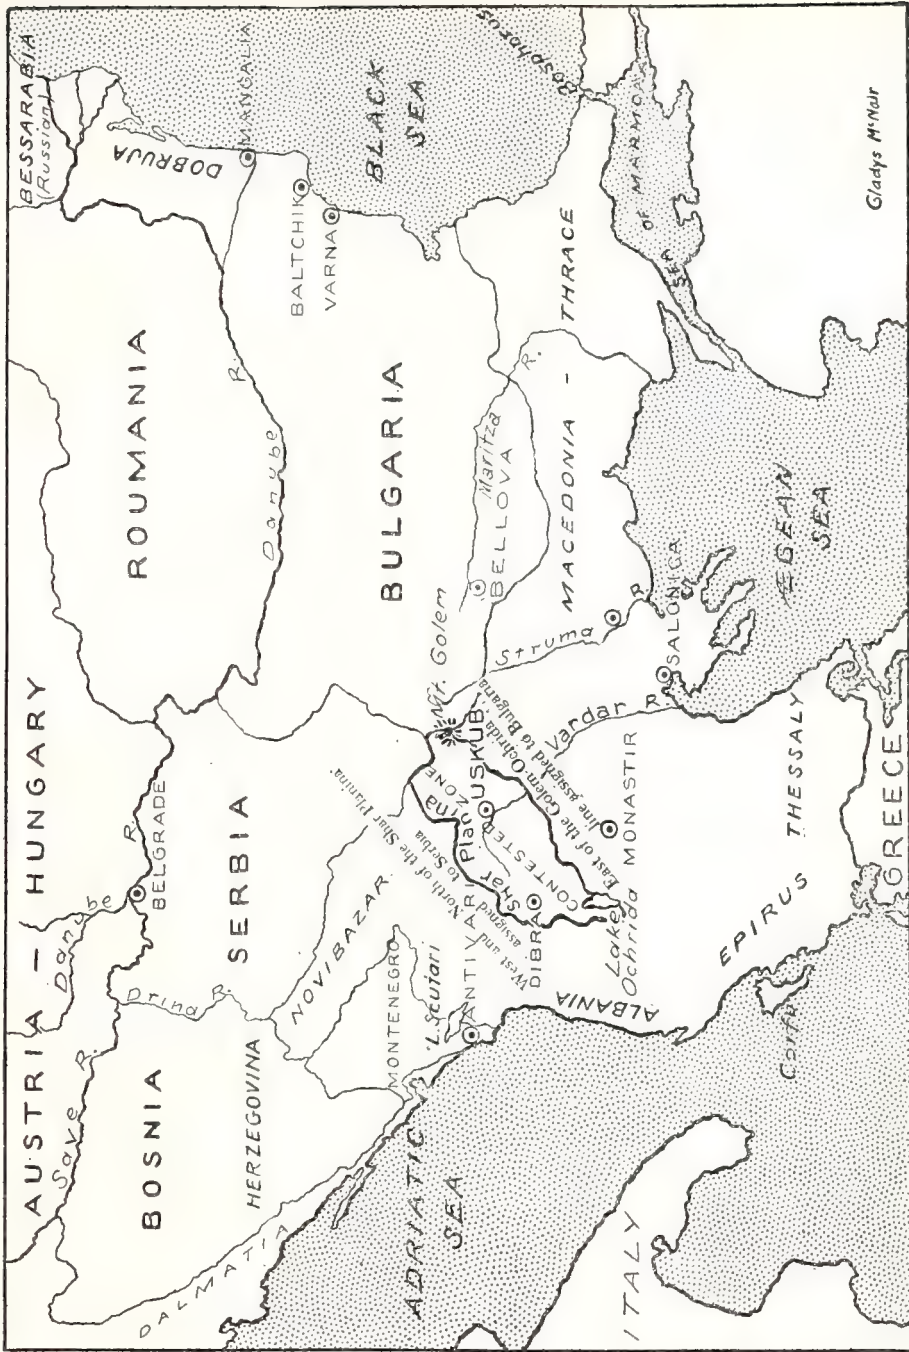 AUSTRIA — HUNGARY
BESSARABIA
(Russian)
Save R.
Danube R.
BELGRADE
BOSNIA
Drina R.
SERBIA
ROUMANIA
DOBRUJA
MANGALIA
HERZEGOVINA
DALMATIA
NOVIBAZAR
MONTENEGRO
L. Scutari
ANTIVARI
Danube R.
BALTCHIK
VARNA
BULGARIA
BLACK
SEA
Bosphorus
West and North of the Shar Planina
assigned to Serbia
Shar Planina
CONTESTED ZONE
USKUB
DIBRA
Mt. Golem
East of the Golem-Ochrida
line assigned to Bulgaria
Maritza R.
BELLOVA
Struma R.
Vardar R.
MACEDONIA -
THRACE
SEA OF MARMORA
ADRIATIC
SEA
ALBANIA
Lake
Ochrida
MONASTIR
SALONICA
ÆGEAN
SEA
ITALY
EPIRUS
Corfu
THESSALY
GREECE
Gladys McNair